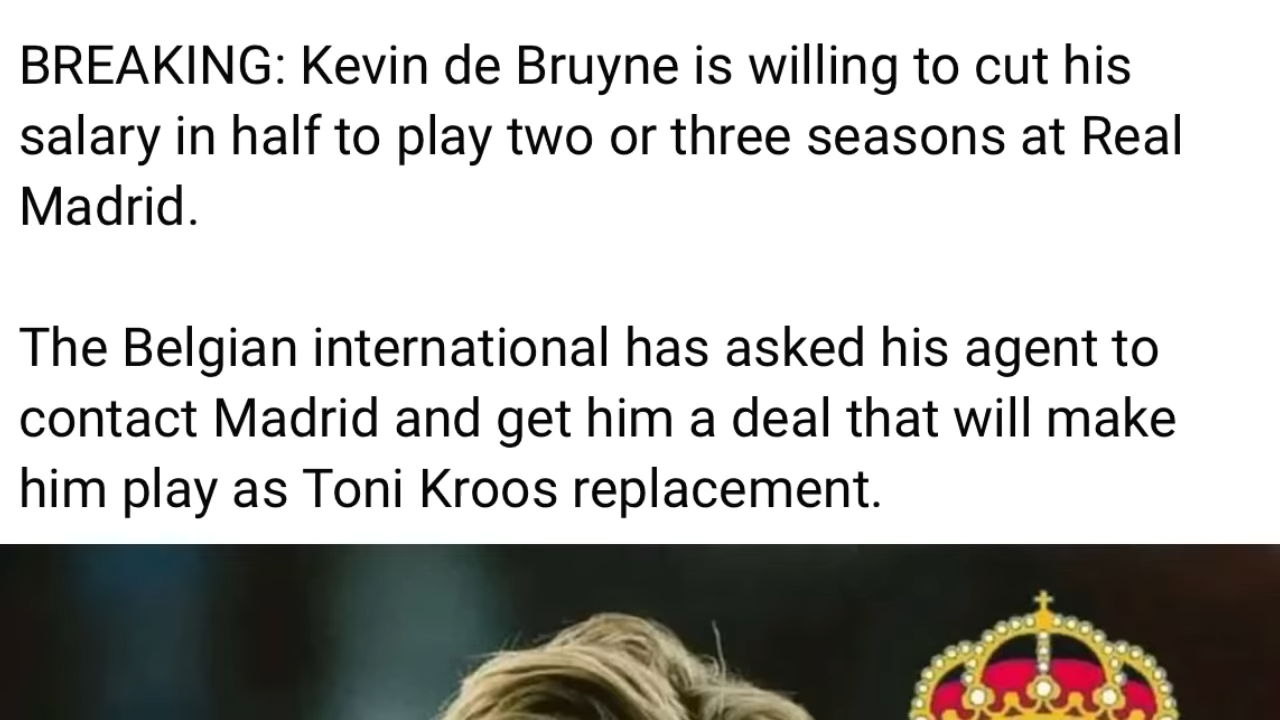 BREAKING: Kevin de Bruyne is willing to cut his
salary in half to play two or three seasons at Real
Madrid.
The Belgian international has asked his agent to
contact Madrid and get him a deal that will make
him play as Toni Kroos replacement.